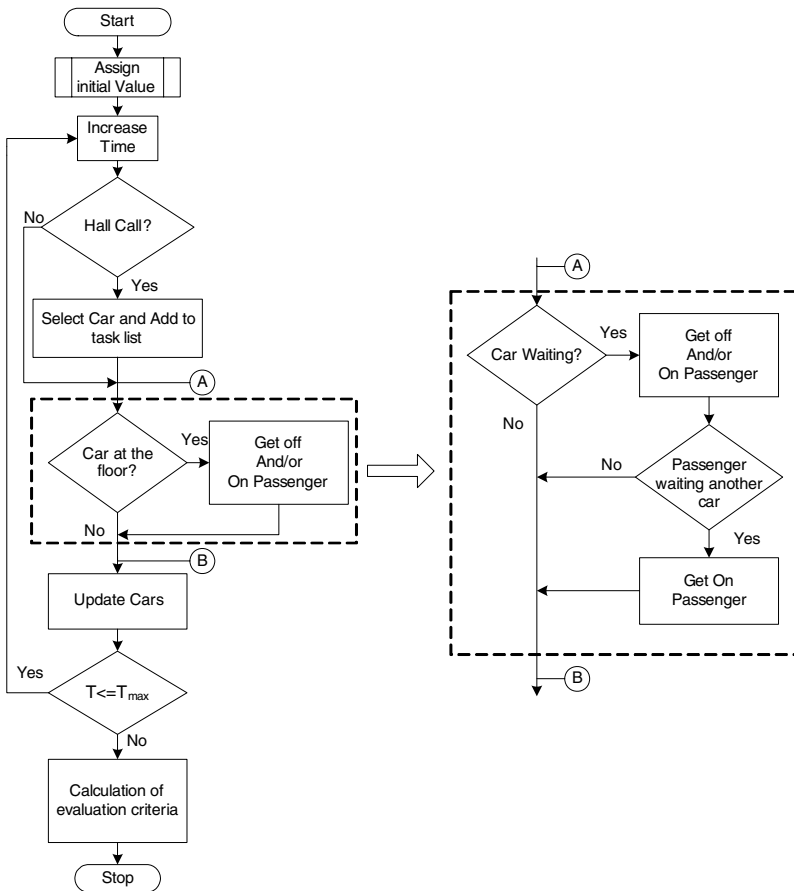 Start
Assign
initial Value
Increase
Time
No
Hall Call?
Yes
Select Car and Add to
task list
A
Car at the
floor?
Yes
Get off
And/or
On Passenger
No
B
Update Cars
Yes
T<=Tmax
No
Calculation of
evaluation criteria
Stop
A
Car Waiting?
Yes
Get off
And/or
On Passenger
No
No
Passenger
waiting another
car
Yes
Get On
Passenger
B